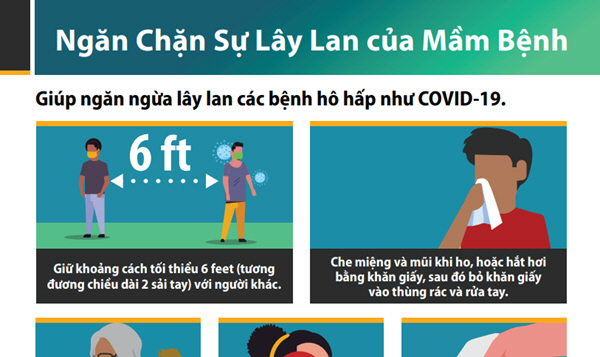 Ngăn Chặn Sự Lây Lan của Mầm Bệnh
Giúp ngăn ngừa lây lan các bệnh hô hấp như COVID-19.
6 ft
Giữ khoảng cách tối thiểu 6 feet (tương
đương chiều dài 2 sải tay) với người khác.
Che miệng và mũi khi ho, hoặc hắt hơi
bằng khăn giấy, sau đó bỏ khăn giấy
vào thùng rác và rửa tay.